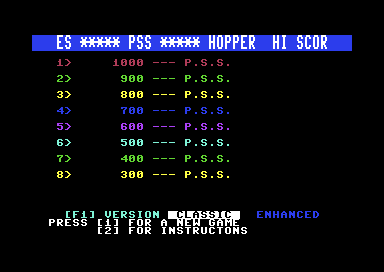 ES ***** PSS ***** HOPPER  HI SCOR
1>      1000 --- P.S.S.
2>       900 --- P.S.S.
3>       800 --- P.S.S.
4>       700 --- P.S.S.
5>       600 --- P.S.S.
6>       500 --- P.S.S.
7>       400 --- P.S.S.
8>       300 --- P.S.S.
[F1] VERSION  CLASSIC  ENHANCED
PRESS [1] FOR A NEW GAME
[2] FOR INSTRUCTONS